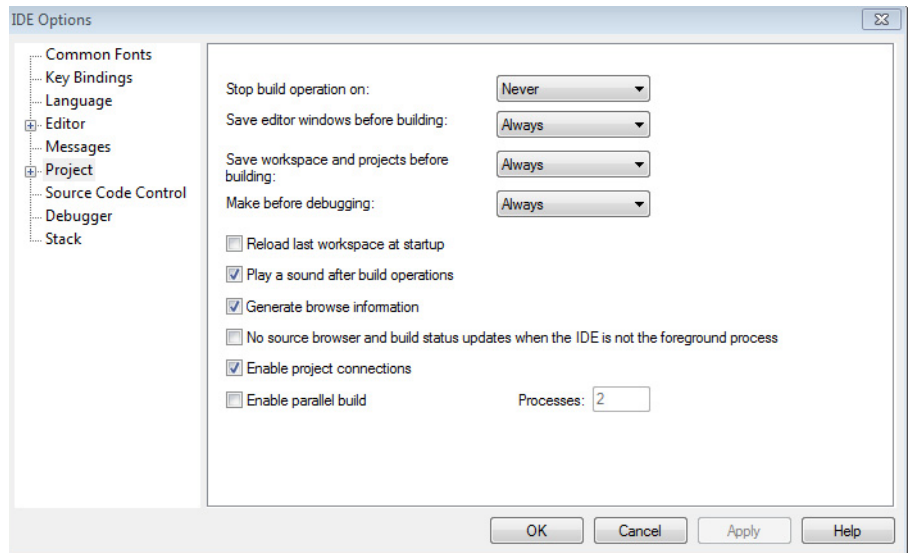 IDE Options
Common Fonts
Key Bindings
Language
Editor
Messages
Project
Source Code Control
Debugger
Stack
Stop build operation on: Never
Save editor windows before building: Always
Save workspace and projects before
building: Always
Make before debugging: Always
Reload last workspace at startup
Play a sound after build operations
Generate browse information
No source browser and build status updates when the IDE is not the foreground process
Enable project connections
Enable parallel build Processes: 2
OK Cancel Apply Help